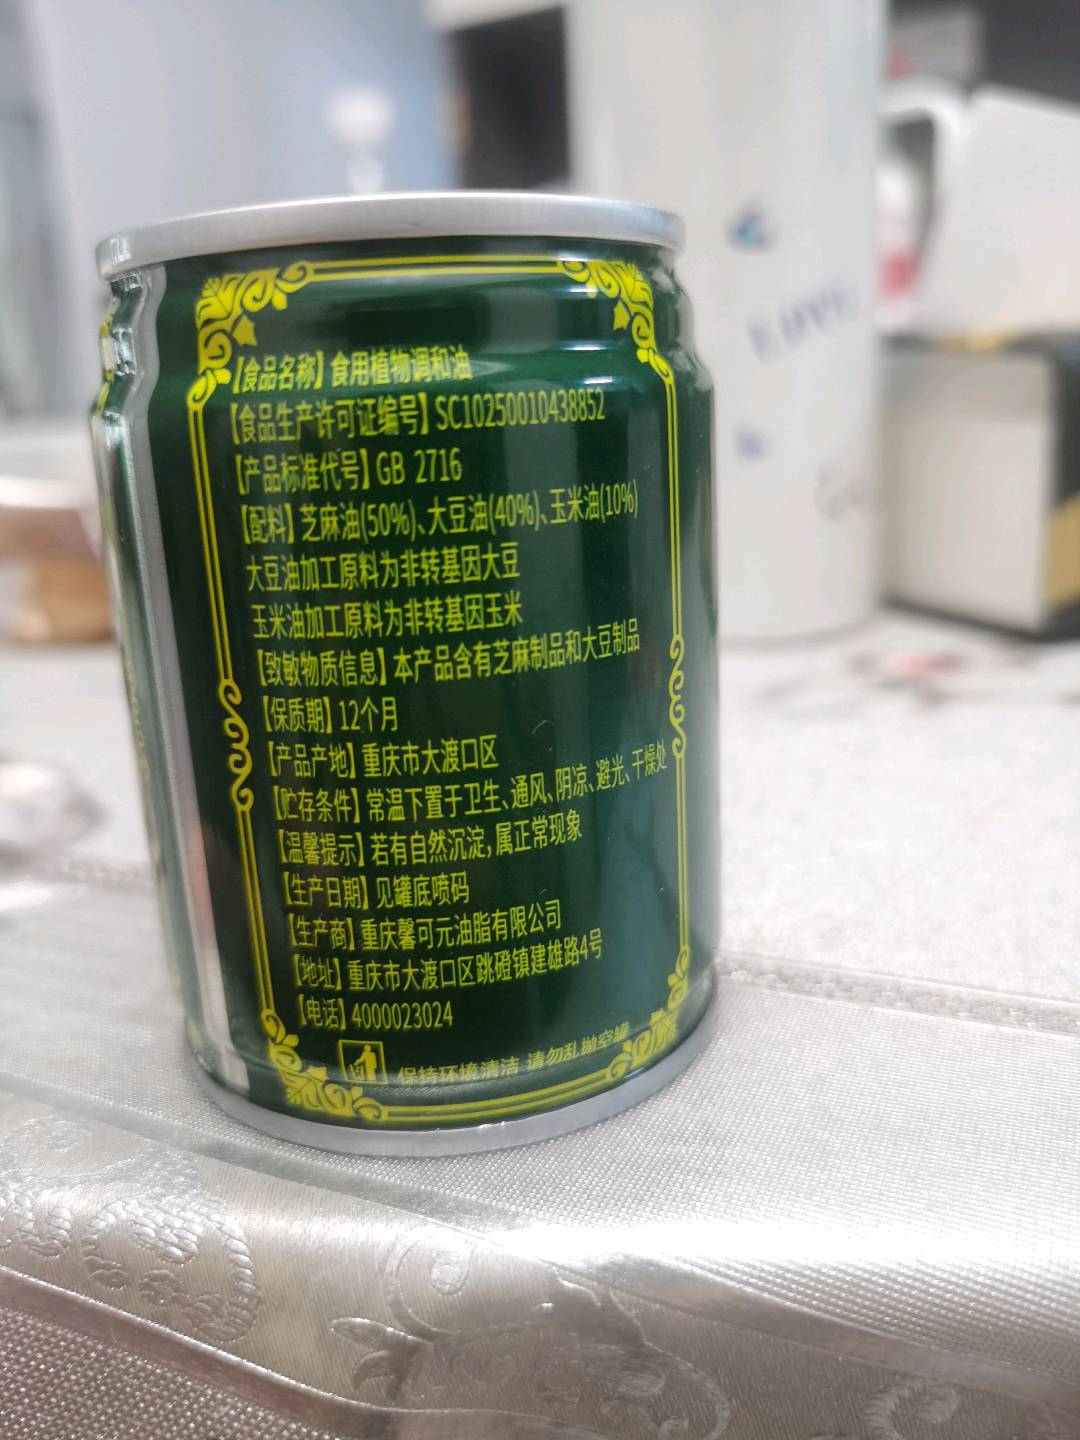 【食品名称】食用植物调和油
【食品生产许可证编号】SC10250010438852
【产品标准代号】GB 2716
【配料】芝麻油(50%)、大豆油(40%)、玉米油(10%)
大豆油加工原料为非转基因大豆
玉米油加工原料为非转基因玉米
【致敏物质信息】本产品含有芝麻制品和大豆制品
【保质期】12个月
【产品产地】重庆市大渡口区
【贮存条件】常温下置于卫生、通风、阴凉、避光、干燥处
【温馨提示】若有自然沉淀,属正常现象
【生产日期】见罐底喷码
【生产商】重庆馨可元油脂有限公司
【地址】重庆市大渡口区跳磴镇建雄路4号
【电话】4000023024
保持环境清洁 请勿乱抛空罐